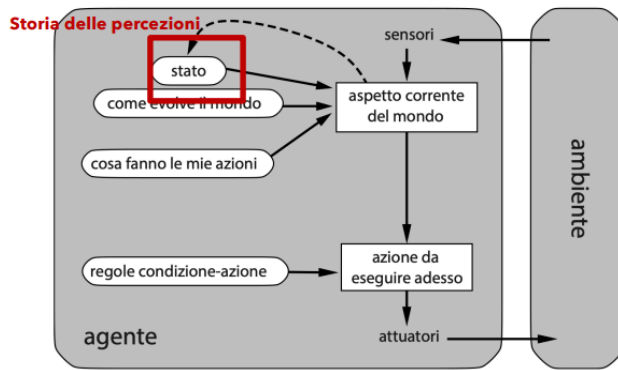 Storia delle percezioni
sensori
stato
come evolve il mondo
aspetto corrente
del mondo
cosa fanno le mie azioni
ambiente
regole condizione-azione
azione da
eseguire adesso
agente
attuatori